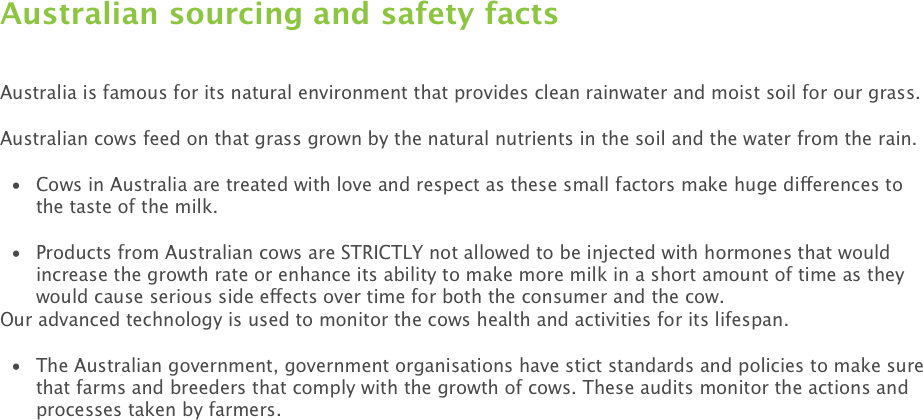 Australian sourcing and safety facts
Australia is famous for its natural environment that provides clean rainwater and moist soil for our grass.
Australian cows feed on that grass grown by the natural nutrients in the soil and the water from the rain.
• Cows in Australia are treated with love and respect as these small factors make huge differences to
the taste of the milk.
• Products from Australian cows are STRICTLY not allowed to be injected with hormones that would
increase the growth rate or enhance its ability to make more milk in a short amount of time as they
would cause serious side effects over time for both the consumer and the cow.
Our advanced technology is used to monitor the cows health and activities for its lifespan.
• The Australian government, government organisations have stict standards and policies to make sure
that farms and breeders that comply with the growth of cows. These audits monitor the actions and
processes taken by farmers.